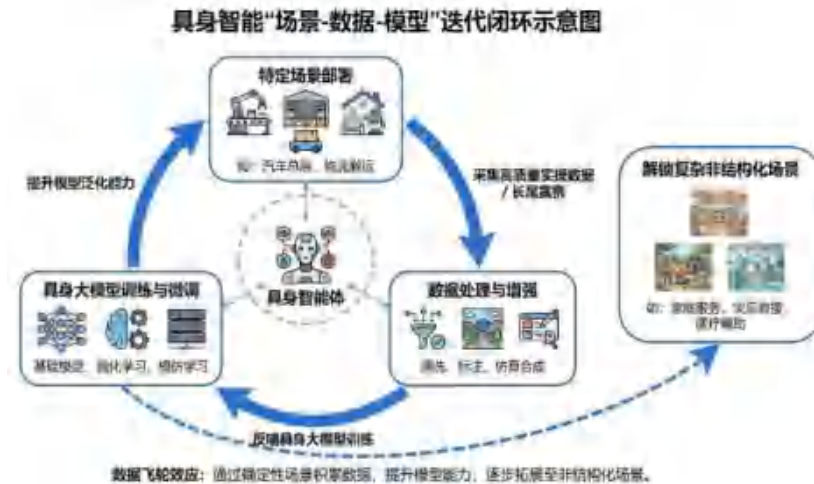 具身智能“场景-数据-模型”迭代闭环示意图
特定场景部署
如：汽车总装、物流搬运
提升模型泛化能力
采集高质量实操数据
/ 长尾案例
解锁复杂非结构化场景
如：家庭服务、灾后救援、
医疗辅助
具身智能体
具身大模型训练与微调
基础模型、强化学习、模仿学习
数据处理与增强
清洗、标注、仿真合成
反哺具身大模型训练
数据飞轮效应：通过确定性场景积累数据，提升模型能力，逐步拓展至非结构化场景。